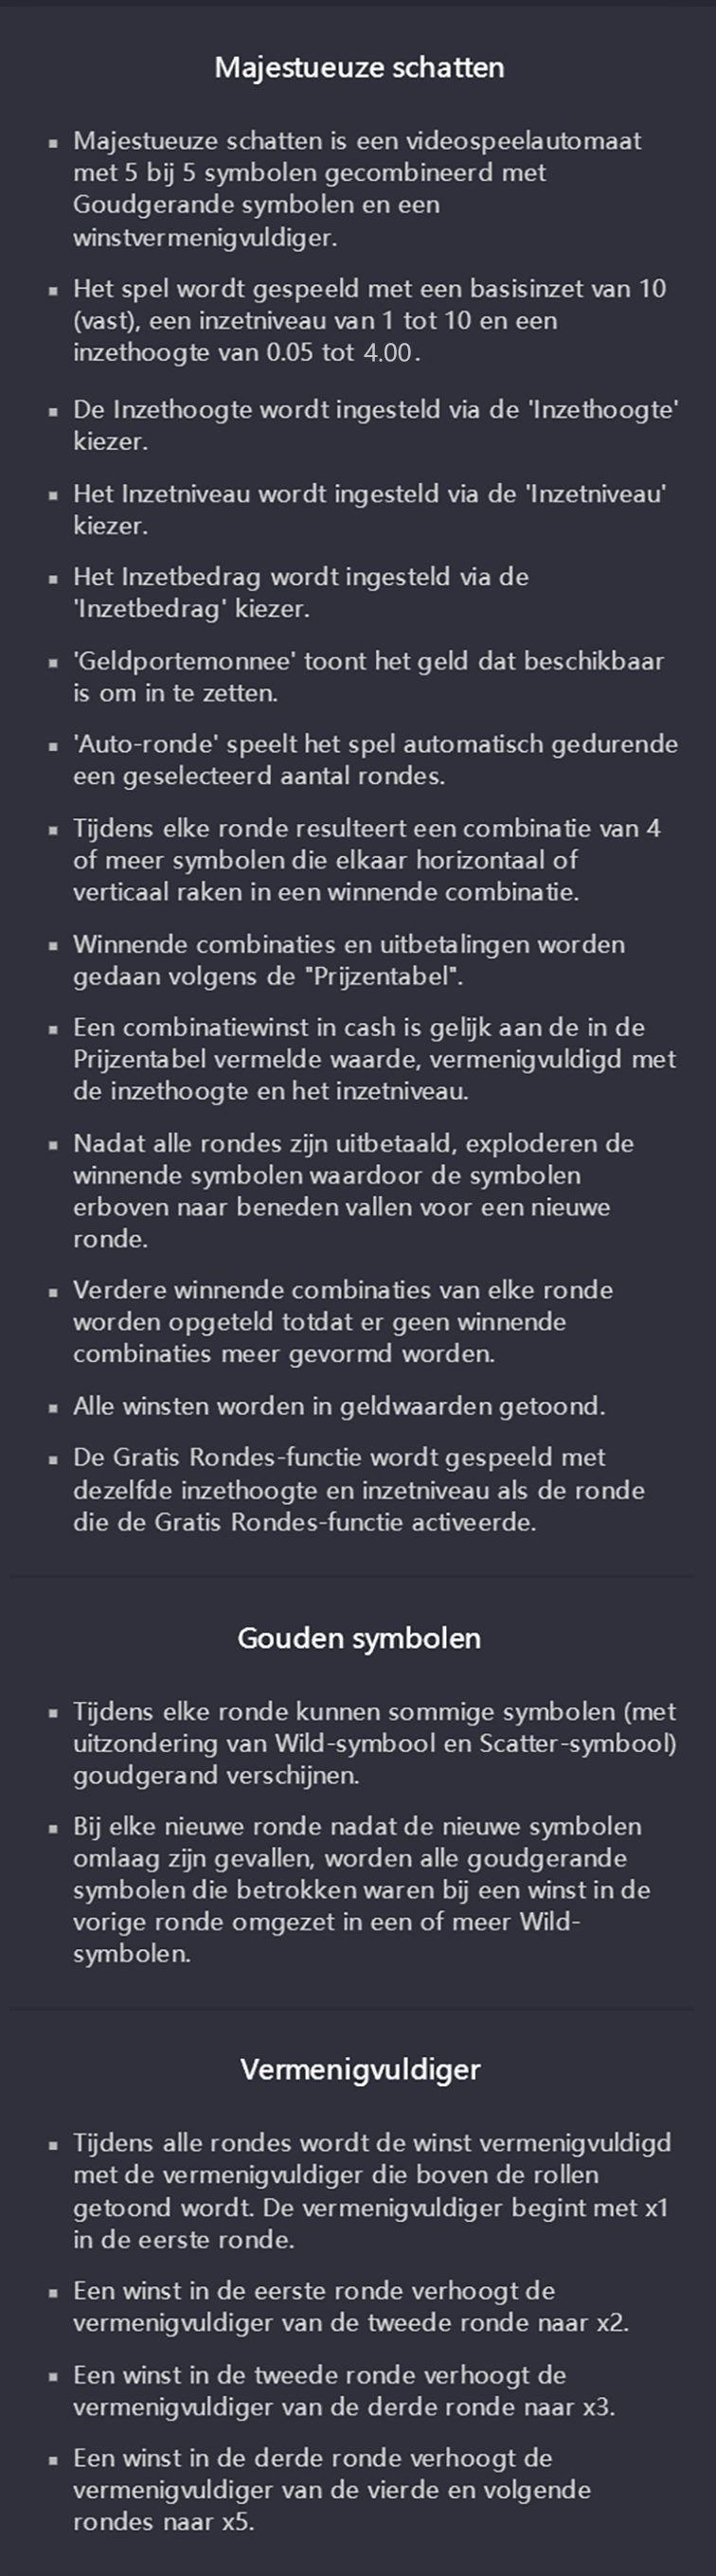 Majestueuze schatten
▪ Majestueuze schatten is een videospeelautomaat
met 5 bij 5 symbolen gecombineerd met
Goudgerande symbolen en een
winstvermenigvuldiger.
▪ Het spel wordt gespeeld met een basisinzet van 10
(vast), een inzetniveau van 1 tot 10 en een
inzethoogte van 0.05 tot 4.00.
▪ De Inzethoogte wordt ingesteld via de 'Inzethoogte'
kiezer.
▪ Het Inzetniveau wordt ingesteld via de 'Inzetniveau'
kiezer.
▪ Het Inzetbedrag wordt ingesteld via de
'Inzetbedrag' kiezer.
▪ 'Geldportemonnee' toont het geld dat beschikbaar
is om in te zetten.
▪ 'Auto-ronde' speelt het spel automatisch gedurende
een geselecteerd aantal rondes.
▪ Tijdens elke ronde resulteert een combinatie van 4
of meer symbolen die elkaar horizontaal of
verticaal raken in een winnende combinatie.
▪ Winnende combinaties en uitbetalingen worden
gedaan volgens de "Prijzentabel".
▪ Een combinatiewinst in cash is gelijk aan de in de
Prijzentabel vermelde waarde, vermenigvuldigd met
de inzethoogte en het inzetniveau.
▪ Nadat alle rondes zijn uitbetaald, exploderen de
winnende symbolen waardoor de symbolen
erboven naar beneden vallen voor een nieuwe
ronde.
▪ Verdere winnende combinaties van elke ronde
worden opgeteld totdat er geen winnende
combinaties meer gevormd worden.
▪ Alle winsten worden in geldwaarden getoond.
▪ De Gratis Rondes-functie wordt gespeeld met
dezelfde inzethoogte en inzetniveau als de ronde
die de Gratis Rondes-functie activeerde.
Gouden symbolen
▪ Tijdens elke ronde kunnen sommige symbolen (met
uitzondering van Wild-symbool en Scatter-symbool)
goudgerand verschijnen.
▪ Bij elke nieuwe ronde nadat de nieuwe symbolen
omlaag zijn gevallen, worden alle goudgerande
symbolen die betrokken waren bij een winst in de
vorige ronde omgezet in een of meer Wild-
symbolen.
Vermenigvuldiger
▪ Tijdens alle rondes wordt de winst vermenigvuldigd
met de vermenigvuldiger die boven de rollen
getoond wordt. De vermenigvuldiger begint met x1
in de eerste ronde.
▪ Een winst in de eerste ronde verhoogt de
vermenigvuldiger van de tweede ronde naar x2.
▪ Een winst in de tweede ronde verhoogt de
vermenigvuldiger van de derde ronde naar x3.
▪ Een winst in de derde ronde verhoogt de
vermenigvuldiger van de vierde en volgende
rondes naar x5.